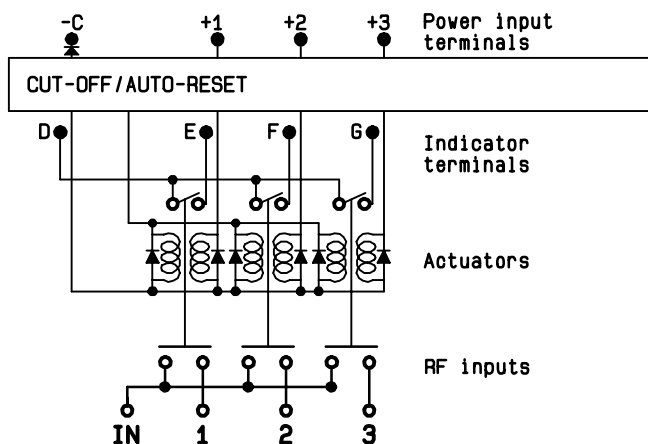 -C +1 +2 +3 Power input
terminals
CUT-OFF/AUTO-RESET
D E F G Indicator
terminals
Actuators
RF inputs
IN 1 2 3